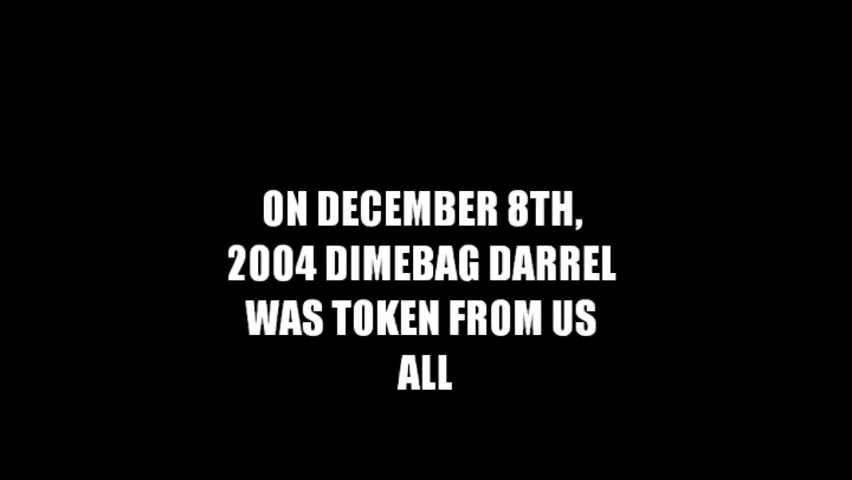 ON DECEMBER 8TH,
2004 DIMEBAG DARREL
WAS TOKEN FROM US
ALL